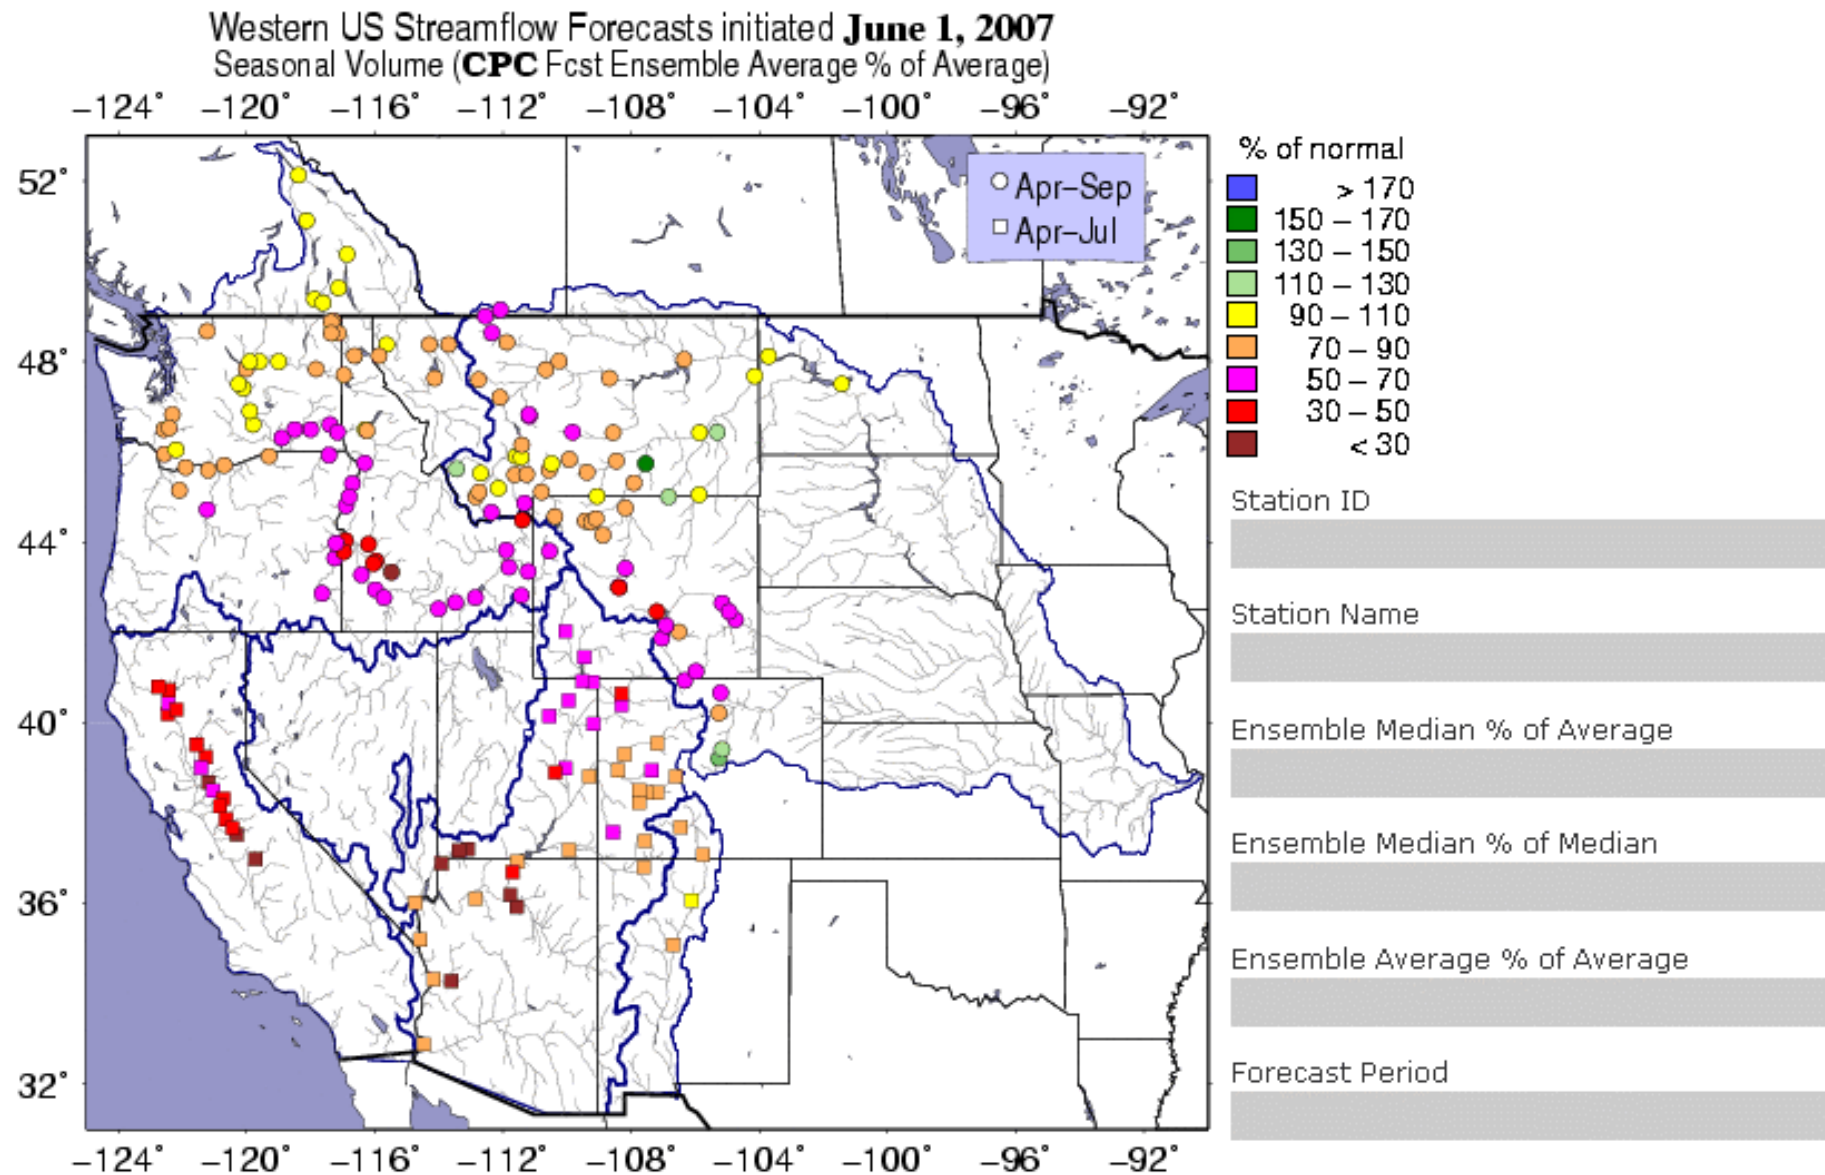 Western US Streamflow Forecasts initiated June 1, 2007
Seasonal Volume (CPC Fcst Ensemble Average % of Average)
−124° −120° −116° −112° −108° −104° −100° −96° −92°
52°
48°
44°
40°
36°
32°
Apr−Sep
Apr−Jul
−124° −120° −116° −112° −108° −104° −100° −96° −92°
% of normal
> 170
150 − 170
130 − 150
110 − 130
90 − 110
70 − 90
50 − 70
30 − 50
< 30
Station ID
Station Name
Ensemble Median % of Average
Ensemble Median % of Median
Ensemble Average % of Average
Forecast Period